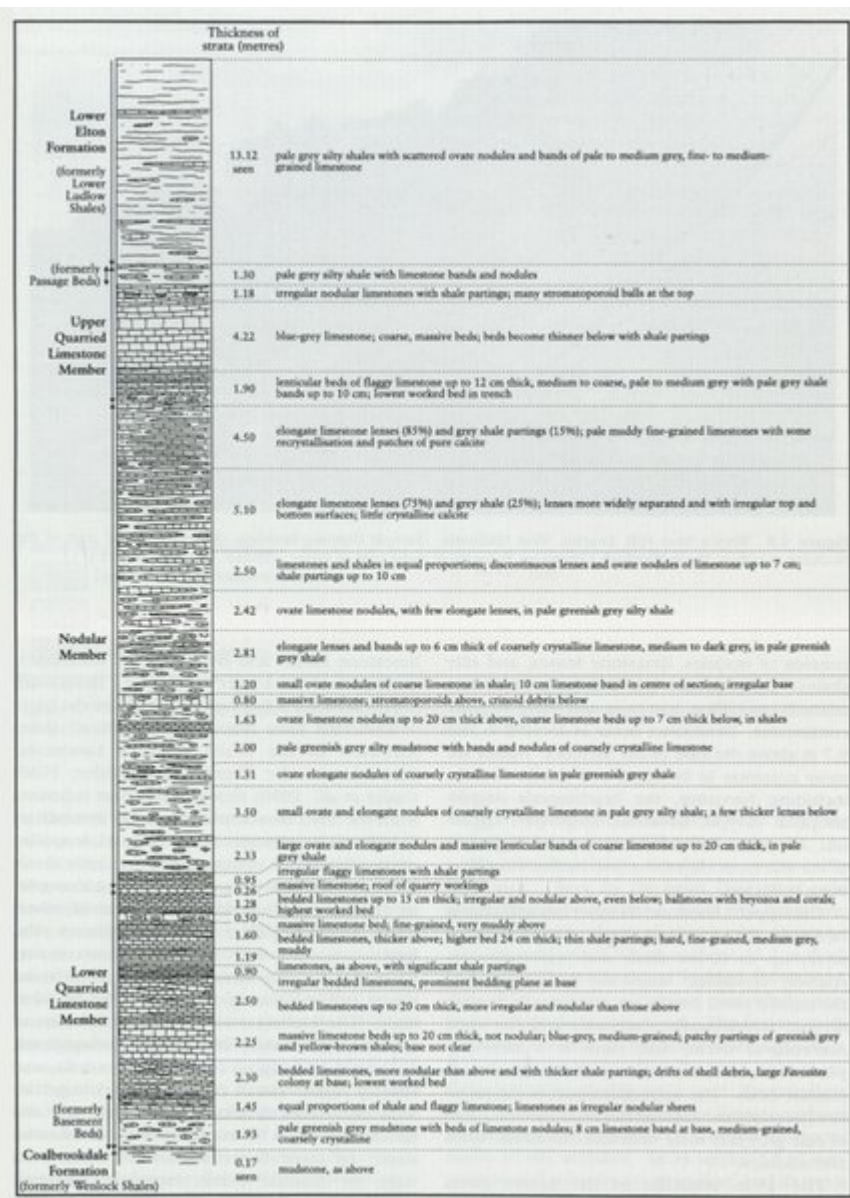 Thickness of
strata (metres)
Lower
Elton
Formation
(formerly
Lower
Ludlow
Shales)
13.12
seen
pale grey silty shales with scattered ovate nodules and bands of pale to medium grey, fine- to medium-
grained limestone
(formerly
Passage Beds)
1.30 pale grey silty shale with limestone bands and nodules
1.18 irregular nodular limestones with shale partings; many stromatoporoid balls at the top
Upper
Quarried
Limestone
Member
4.22 blue-grey limestone; coarse, massive beds; beds become thinner below with shale partings
1.90 lenticular beds of flaggy limestone up to 12 cm thick, medium to coarse, pale to medium grey with pale grey shale
bands up to 10 cm; lowest worked bed in trench
4.50 elongate limestone lenses (85%) and grey shale partings (15%); pale muddy fine-grained limestones with some
recrystallisation and patches of pure calcite
5.10 elongate limestone lenses (75%) and grey shale (25%); lenses more widely separated and with irregular top and
bottom surfaces; little crystalline calcite
2.50 limestones and shales in equal proportions; discontinuous lenses and ovate nodules of limestone up to 7 cm;
shale partings up to 10 cm
2.42 ovate limestone nodules, with few elongate lenses, in pale greenish grey silty shale
Nodular
Member
2.81 elongate lenses and bands up to 6 cm thick of coarsely crystalline limestone, medium to dark grey, in pale greenish
grey shale
1.20 small ovate modules of coarse limestone in shale; 10 cm limestone band in centre of section; irregular base
0.80 massive limestone; stromatoporoids above, crinoid debris below
1.63 ovate limestone nodules up to 20 cm thick above, coarse limestone beds up to 7 cm thick below, in shales
2.00 pale greenish grey silty mudstone with bands and nodules of coarsely crystalline limestone
1.31 ovate elongate nodules of coarsely crystalline limestone in pale greenish grey shale
3.50 small ovate and elongate nodules of coarsely crystalline limestone in pale grey silty shale; a few thicker lenses below
2.33 large ovate and elongate nodules and massive lenticular bands of coarse limestone up to 20 cm thick, in pale
grey shale
0.95 irregular flaggy limestones with shale partings
0.26 massive limestone; roof of quarry workings
1.28 bedded limestones up to 15 cm thick; irregular and nodular above, even below; ballstones with bryozoa and corals;
highest worked bed
0.50 massive limestone bed; fine-grained, very muddy above
1.60 bedded limestones, thicker above; higher bed 24 cm thick; thin shale partings; hard, fine-grained, medium grey,
muddy
1.19 limestones, as above, with significant shale partings
Lower
Quarried
Limestone
Member
0.90 irregular bedded limestones, prominent bedding plane at base
2.50 bedded limestones up to 20 cm thick, more irregular and nodular than those above
2.25 massive limestone beds up to 20 cm thick, not nodular; blue-grey, medium-grained; patchy partings of greenish grey
and yellow-brown shales; base not clear
2.30 bedded limestones, more nodular than above and with thicker shale partings; drifts of shell debris, large Favosites
colony at base; lowest worked bed
(formerly
Basement
Beds)
1.45 equal proportions of shale and flaggy limestone; limestones as irregular nodular sheets
1.93 pale greenish grey mudstone with beds of limestone nodules; 8 cm limestone band at base, medium-grained,
coarsely crystalline
Coalbrookdale
Formation
(formerly Wenlock Shales)
0.17
seen
mudstone, as above